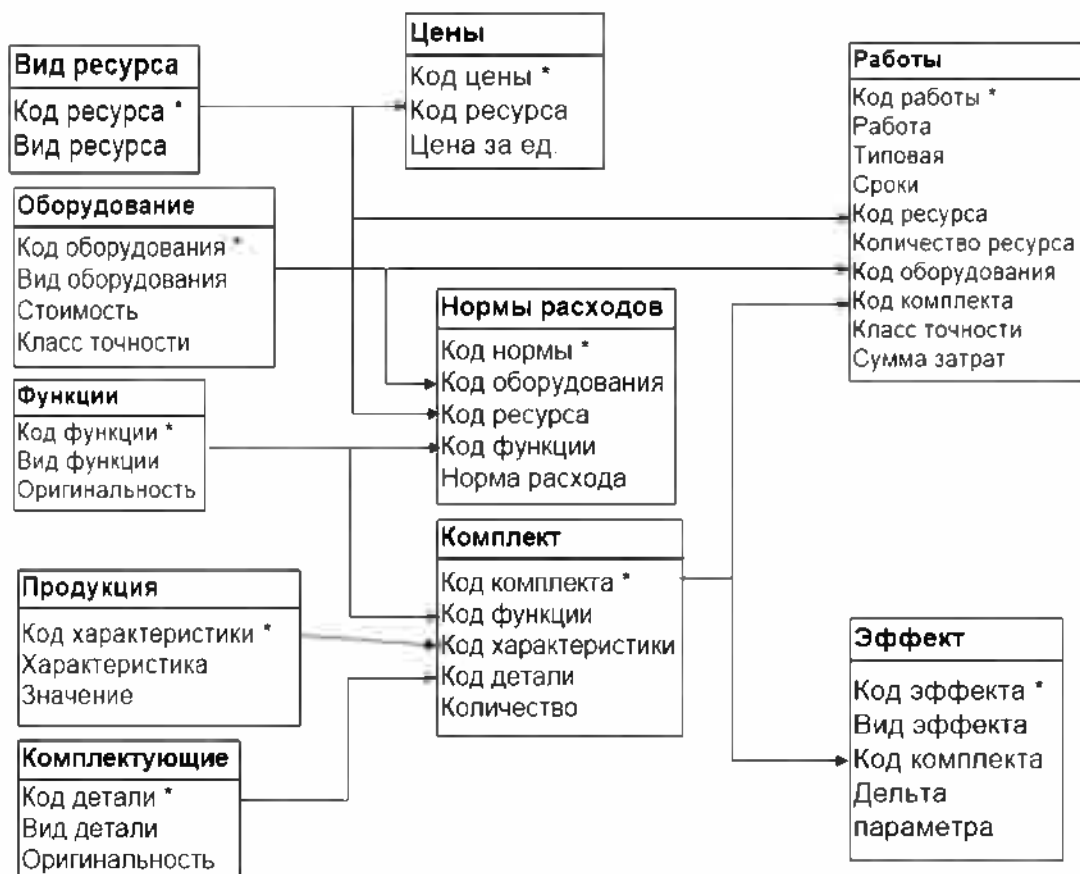 Вид ресурса
Код ресурса *
Вид ресурса
Цены
Код цены *
Код ресурса
Цена за ед.
Работы
Код работы *
Работа
Типовая
Сроки
Код ресурса
Количество ресурса
Код оборудования
Код комплекта
Класс точности
Сумма затрат
Оборудование
Код оборудования *
Вид оборудования
Стоимость
Класс точности
Нормы расходов
Код нормы *
Код оборудования
Код ресурса
Код функции
Норма расхода
Функции
Код функции *
Вид функции
Оригинальность
Комплект
Код комплекта *
Код функции
Код характеристики
Код детали
Количество
Продукция
Код характеристики *
Характеристика
Значение
Эффект
Код эффекта *
Вид эффекта
Код комплекта
Дельта
параметра
Комплектующие
Код детали *
Вид детали
Оригинальность